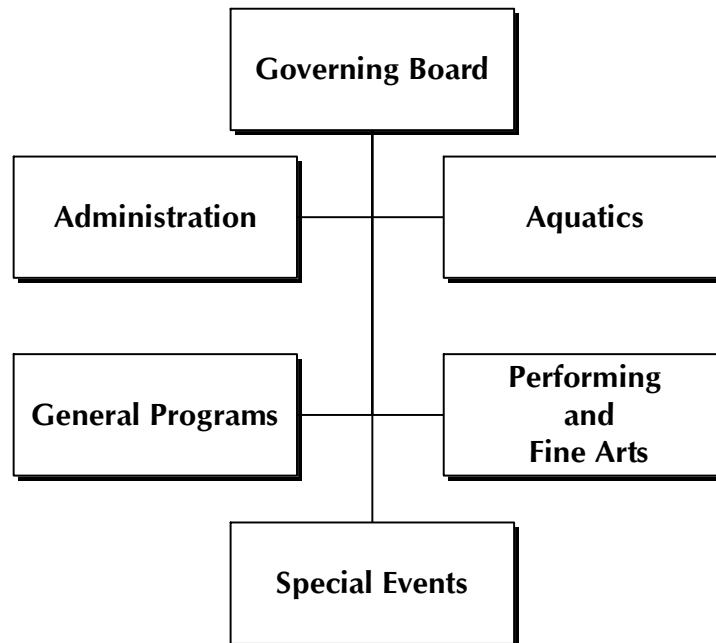 Governing Board
Administration
Aquatics
General Programs
Performing
and
Fine Arts
Special Events